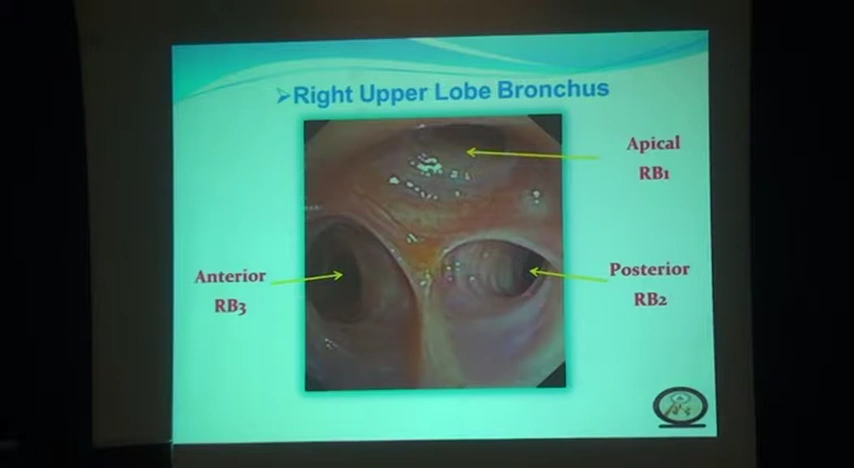 ➢Right Upper Lobe Bronchus
Apical
RB1
Anterior
RB3
Posterior
RB2